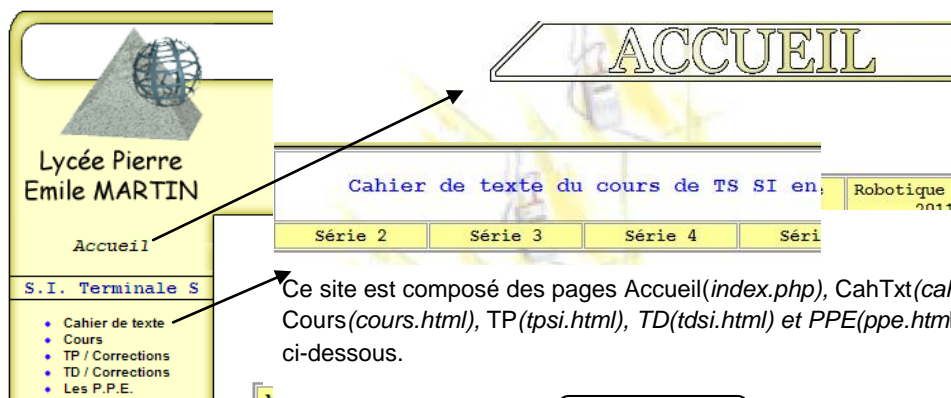 ACCUEIL
Lycée Pierre
Emile MARTIN
Accueil
S.I. Terminale S
Cahier de texte
Cours
TP / Corrections
TD / Corrections
Les P.P.E.
Cahier de texte du cours de TS SI en
Robotique
2011
Série 2 Série 3 Série 4 Séri
Ce site est composé des pages Accueil(index.php), CahTxt(cah
Cours(cours.html), TP(tpsi.html), TD(tdsi.html) et PPE(ppe.html
ci-dessous.